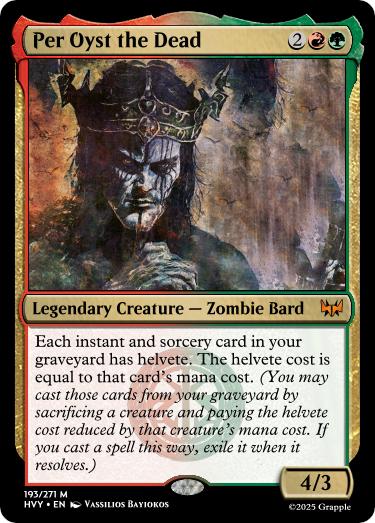 Per Oyst the Dead 2
Legendary Creature — Zombie Bard
Each instant and sorcery card in your
graveyard has helvete. The helvete cost is
equal to that card's mana cost. (You may
cast those cards from your graveyard by
sacrificing a creature and paying the helvete
cost reduced by that creature's mana cost. If
you cast a spell this way, exile it when it
resolves.)
4/3
193/271 M
HVY • EN Vassilios Bayiokos ©2025 Grapple